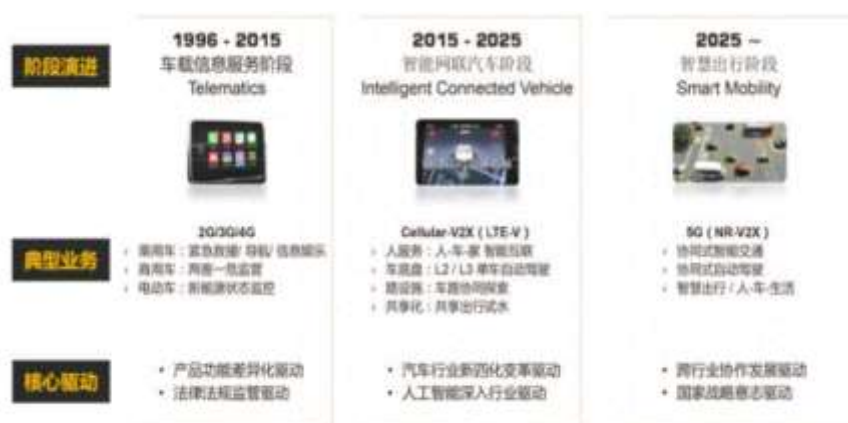 阶段演进
1996 - 2015
车载信息服务阶段
Telematics
2015 - 2025
智能网联汽车阶段
Intelligent Connected Vehicle
2025 ~
智慧出行阶段
Smart Mobility
典型业务
2G/3G/4G
› 乘用车：紧急救援/ 导航/ 信息娱乐
› 商用车：两客一危监管
› 电动车：新能源状态监控
Cellular-V2X（LTE-V）
› 人服务：人-车-家 智能互联
› 车底盘：L2 / L3 单车自动驾驶
› 路设施：车路协同探索
› 共享化：共享出行试水
5G（NR-V2X）
› 协同式智能交通
› 协同式自动驾驶
› 智慧出行 / 人-车-生活
核心驱动
• 产品功能差异化驱动
• 法律法规监管驱动
• 汽车行业新四化变革驱动
• 人工智能深入行业驱动
• 跨行业协作发展驱动
• 国家战略意志驱动